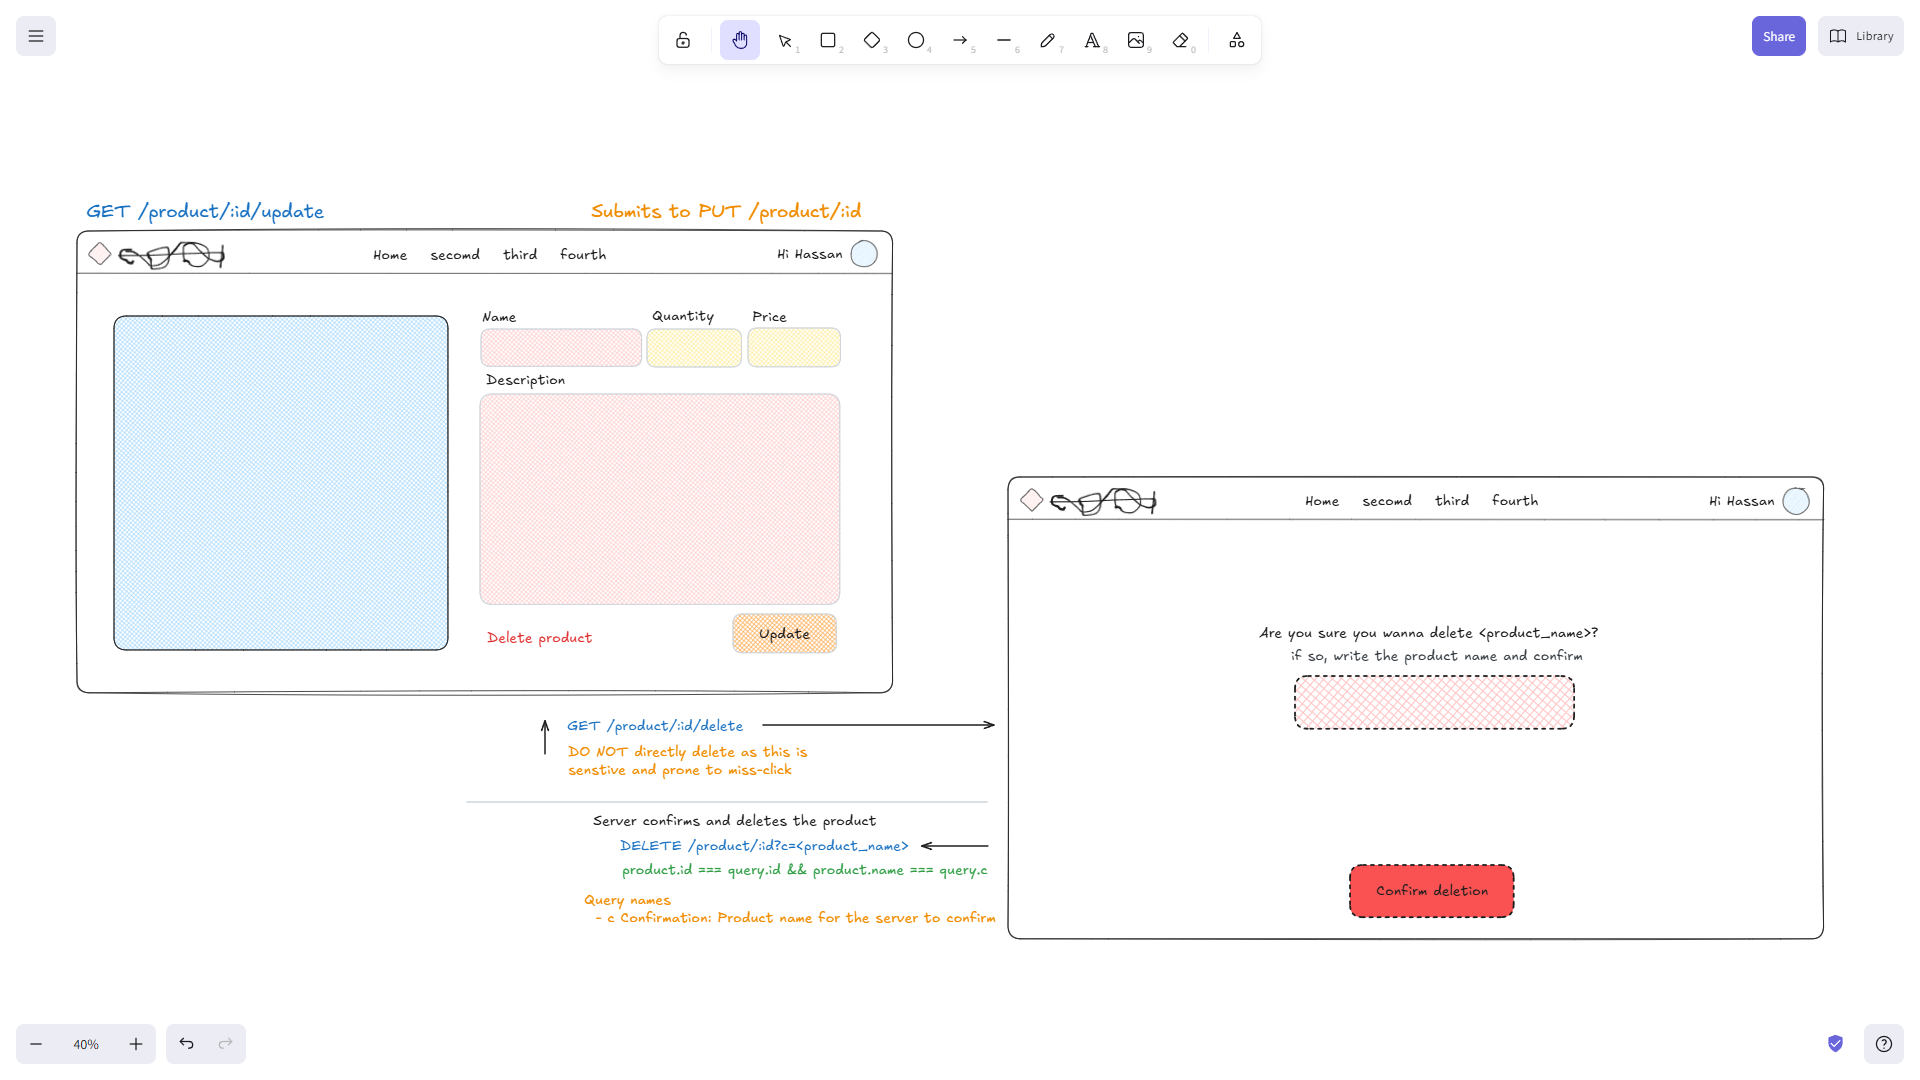 1
2
3
4
5
6
7
8
9
0
Share
Library
GET /product/:id/update
Submits to PUT /product/:id
Home secomd third fourth
Hi Hassan
Name
Quantity
Price
Description
Delete product
Update
GET /product/:id/delete
DO NOT directly delete as this is
senstive and prone to miss-click
Server confirms and deletes the product
DELETE /product/:id?c=<product_name>
product.id === query.id && product.name === query.c
Query names
- c Confirmation: Product name for the server to confirm
Home secomd third fourth
Hi Hassan
Are you sure you wanna delete <product_name>?
if so, write the product name and confirm
Confirm deletion
40%